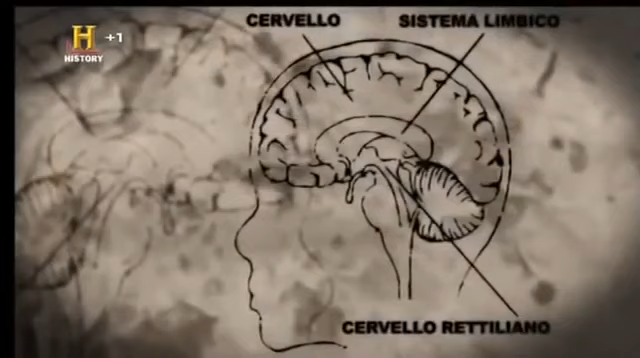 CERVELLO
SISTEMA LIMBICO
H +1
HISTORY
CERVELLO RETTILIANO